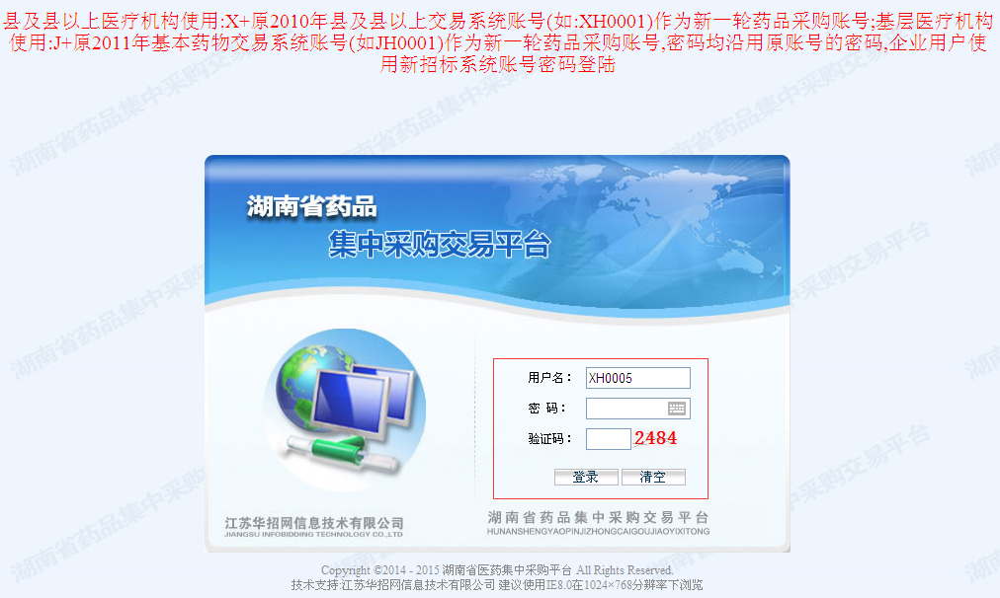 县及县以上医疗机构使用:X+原2010年县及县以上交易系统账号(如:XH0001)作为新一轮药品采购账号;基层医疗机构
使用:J+原2011年基本药物交易系统账号(如JH0001)作为新一轮药品采购账号,密码均沿用原账号的密码,企业用户使
用新招标系统账号密码登陆
湖南省药品
集中采购交易平台
用户名：
XH0005
密 码：
验证码：
2484
登录
清空
江苏华招网信息技术有限公司
JIANGSU INFOBIDDING TECHNOLOGY CO.,LTD
湖南省药品集中采购交易平台
HUNANSHENGYAOPINJIZHONGCAIGOUJIAOYIXITONG
Copyright ©2014 - 2015 湖南省医药集中采购平台 All Rights Reserved.
技术支持:江苏华招网信息技术有限公司 建议使用IE8.0在1024×768分辨率下浏览